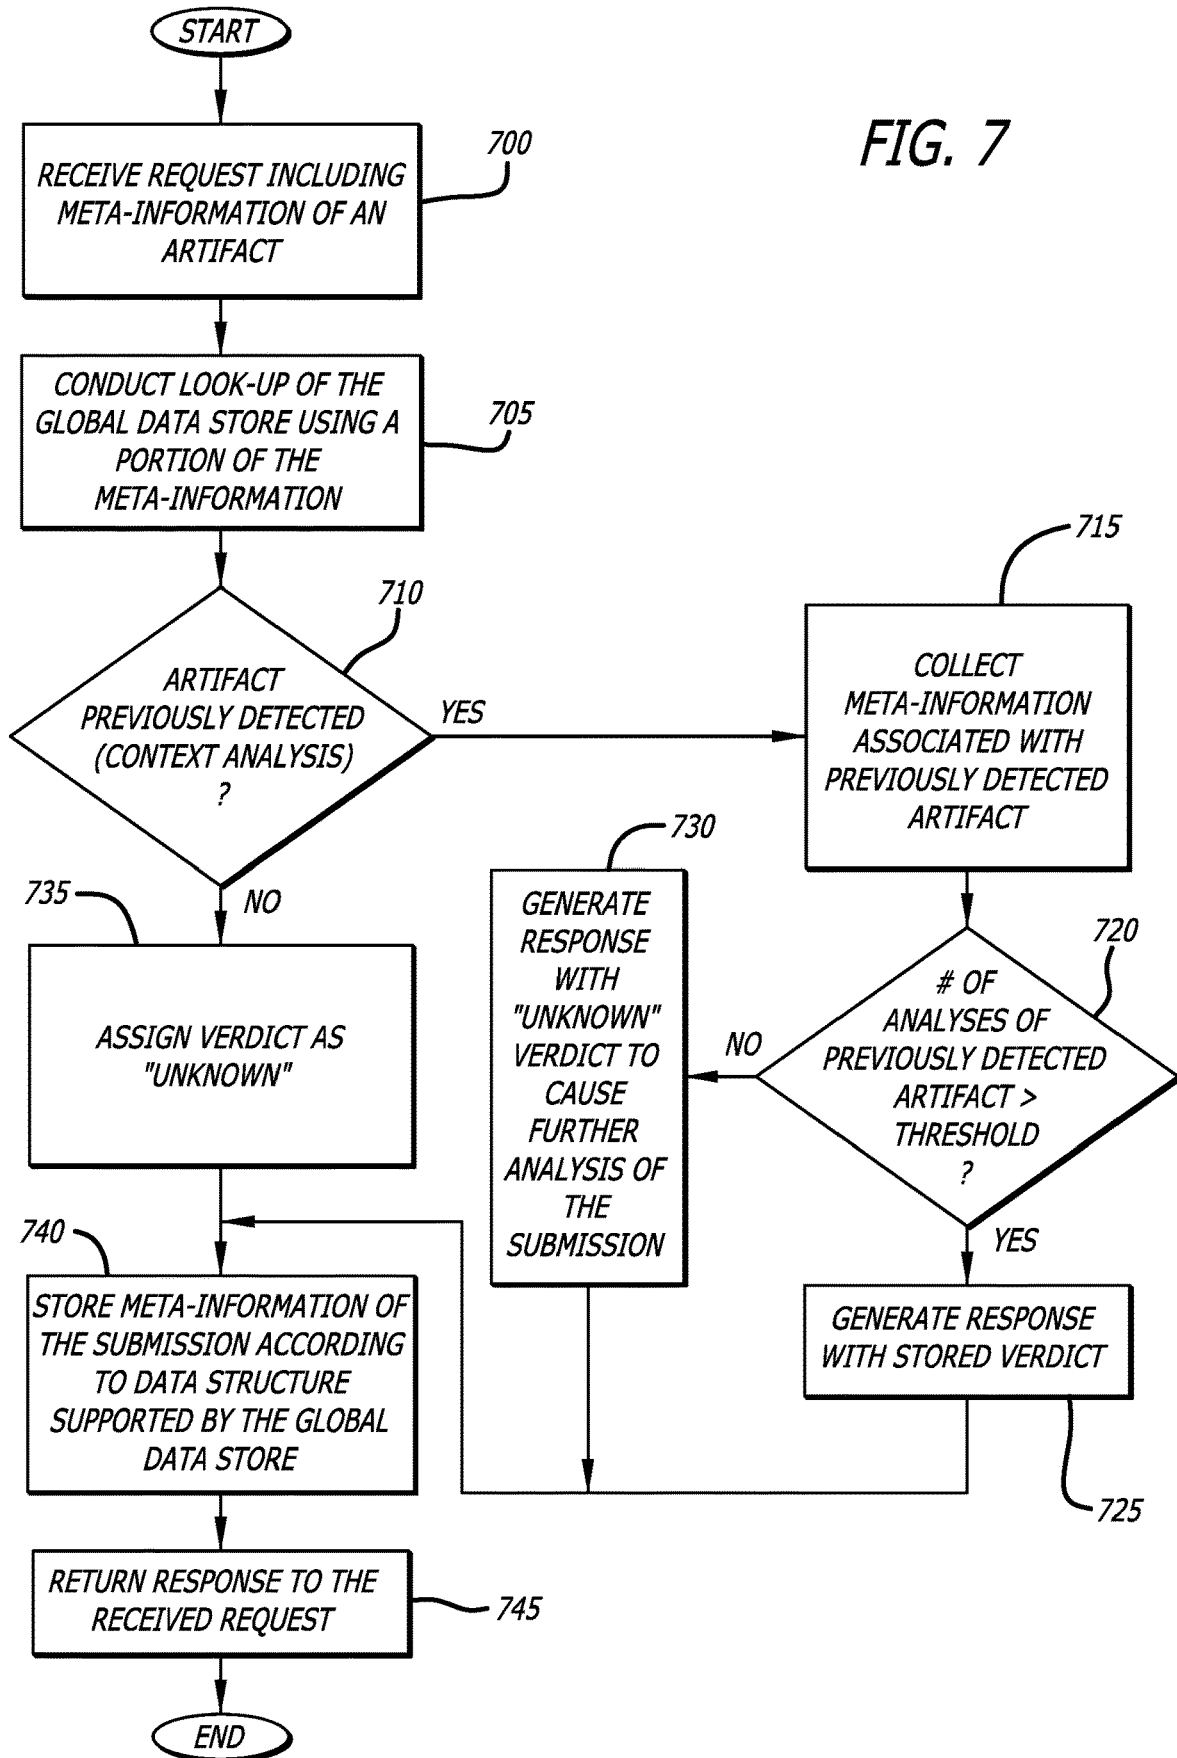 START
FIG. 7
700
RECEIVE REQUEST INCLUDING
META-INFORMATION OF AN
ARTIFACT
705
CONDUCT LOOK-UP OF THE
GLOBAL DATA STORE USING A
PORTION OF THE
META-INFORMATION
710
ARTIFACT
PREVIOUSLY DETECTED
(CONTEXT ANALYSIS)
?
YES
NO
715
COLLECT
META-INFORMATION
ASSOCIATED WITH
PREVIOUSLY DETECTED
ARTIFACT
720
# OF
ANALYSES OF
PREVIOUSLY DETECTED
ARTIFACT >
THRESHOLD
?
NO
YES
730
GENERATE
RESPONSE
WITH
"UNKNOWN"
VERDICT TO
CAUSE
FURTHER
ANALYSIS OF
THE
SUBMISSION
GENERATE RESPONSE
WITH STORED VERDICT
725
735
ASSIGN VERDICT AS
"UNKNOWN"
740
STORE META-INFORMATION OF
THE SUBMISSION ACCORDING
TO DATA STRUCTURE
SUPPORTED BY THE GLOBAL
DATA STORE
RETURN RESPONSE TO THE
RECEIVED REQUEST
745
END